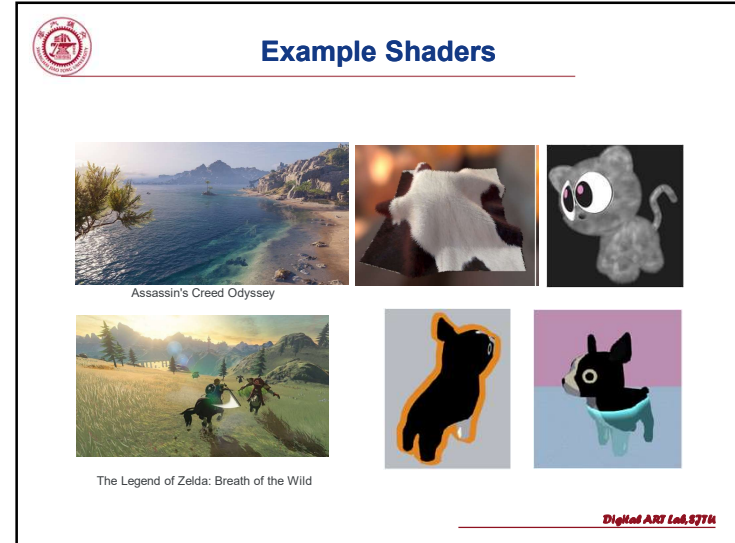 Example Shaders
Assassin's Creed Odyssey
The Legend of Zelda: Breath of the Wild
Digital ART Lab,SJTU